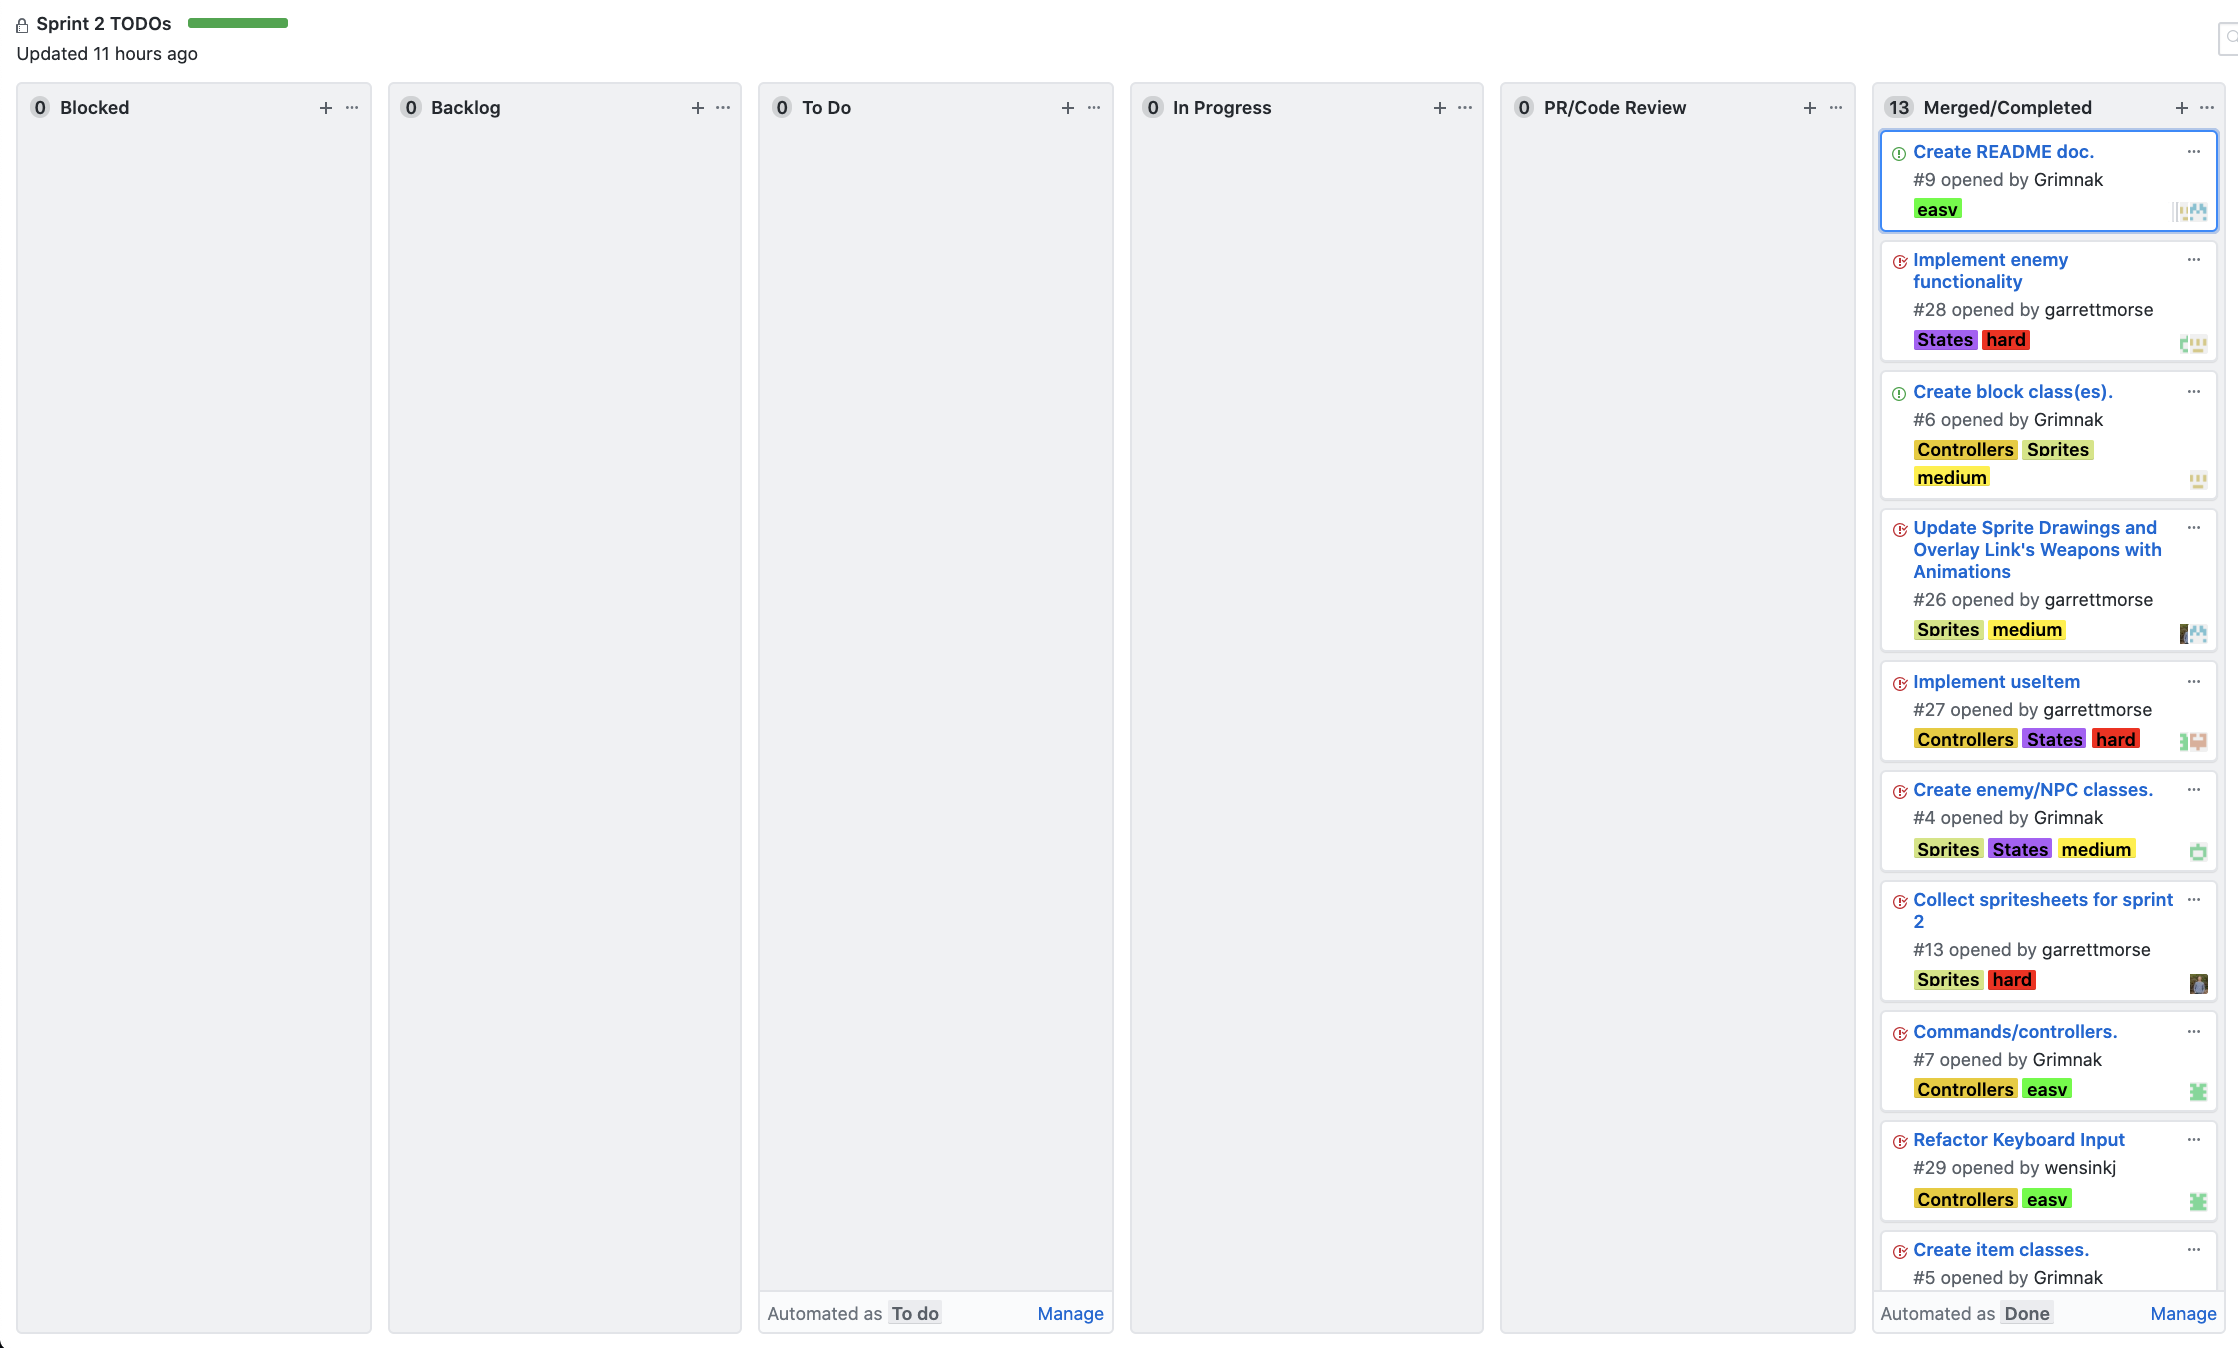 Sprint 2 TODOs
Updated 11 hours ago
0 Blocked
0 Backlog
0 To Do
Automated as To do Manage
0 In Progress
0 PR/Code Review
13 Merged/Completed
Create README doc.
#9 opened by Grimnak
easy
Implement enemy
functionality
#28 opened by garrettmorse
States hard
Create block class(es).
#6 opened by Grimnak
Controllers Sprites
medium
Update Sprite Drawings and
Overlay Link's Weapons with
Animations
#26 opened by garrettmorse
Sprites medium
Implement useItem
#27 opened by garrettmorse
Controllers States hard
Create enemy/NPC classes.
#4 opened by Grimnak
Sprites States medium
Collect spritesheets for sprint
2
#13 opened by garrettmorse
Sprites hard
Commands/controllers.
#7 opened by Grimnak
Controllers easy
Refactor Keyboard Input
#29 opened by wensinkj
Controllers easy
Create item classes.
#5 opened by Grimnak
Automated as Done Manage